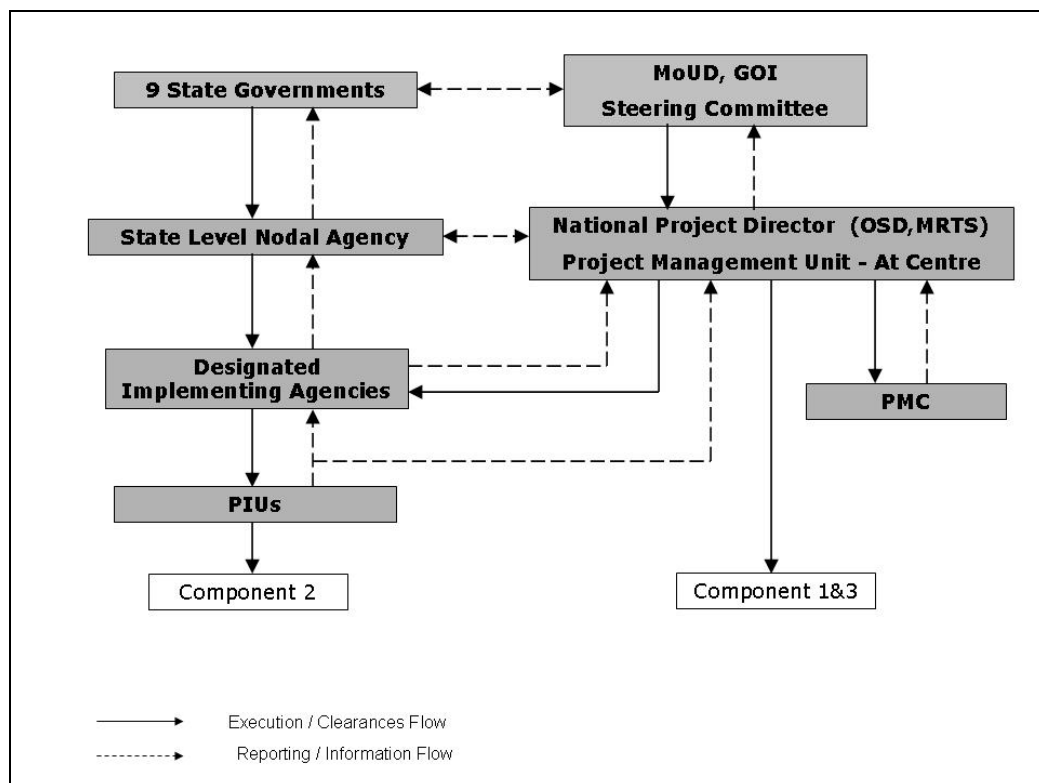 9 State Governments
MoUD, GOI
Steering Committee
State Level Nodal Agency
National Project Director (OSD,MRTS)
Project Management Unit - At Centre
Designated
Implementing Agencies
PMC
PIUs
Component 2
Component 1&3
Execution / Clearances Flow
Reporting / Information Flow